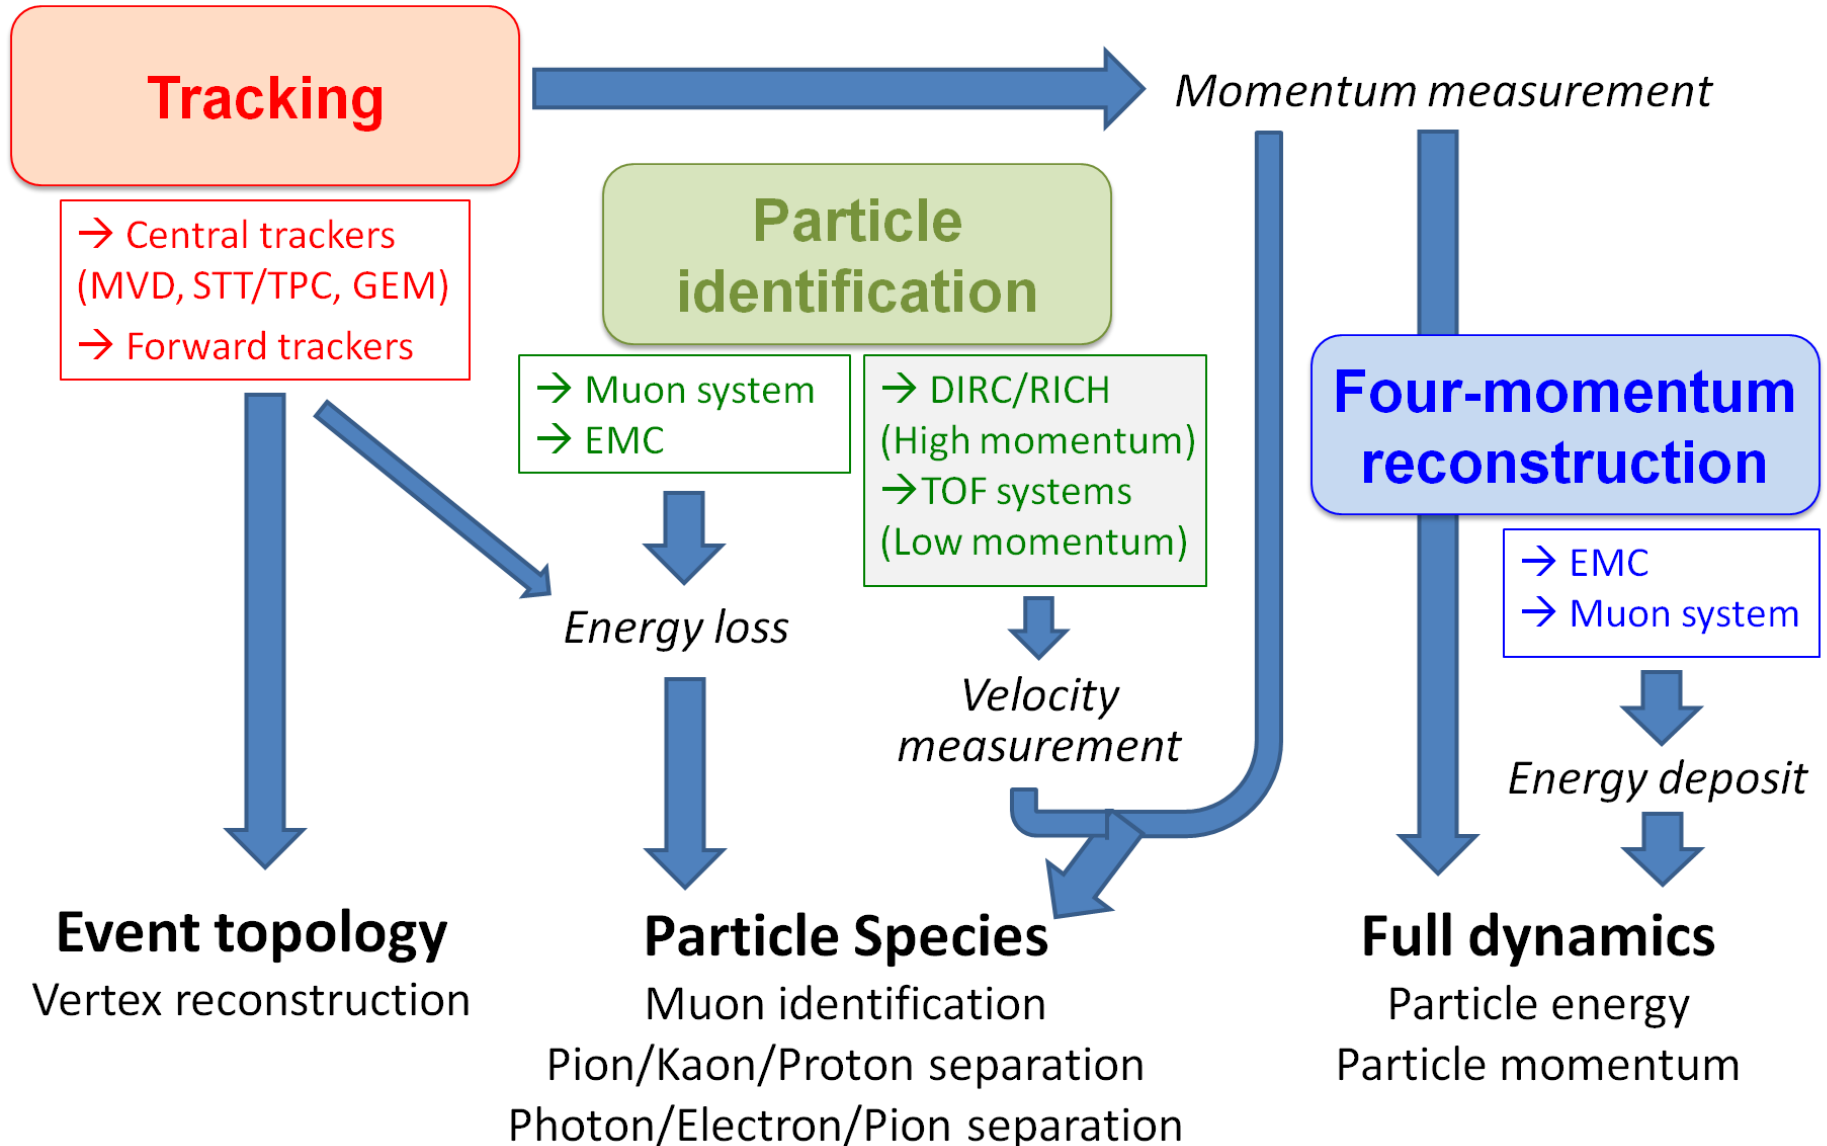 Tracking
Momentum measurement
→ Central trackers
(MVD, STT/TPC, GEM)
→ Forward trackers
Particle
identification
→ Muon system
→ EMC
→ DIRC/RICH
(High momentum)
→TOF systems
(Low momentum)
Four-momentum
reconstruction
→ EMC
→ Muon system
Energy loss
Velocity
measurement
Energy deposit
Event topology
Vertex reconstruction
Particle Species
Muon identification
Pion/Kaon/Proton separation
Photon/Electron/Pion separation
Full dynamics
Particle energy
Particle momentum